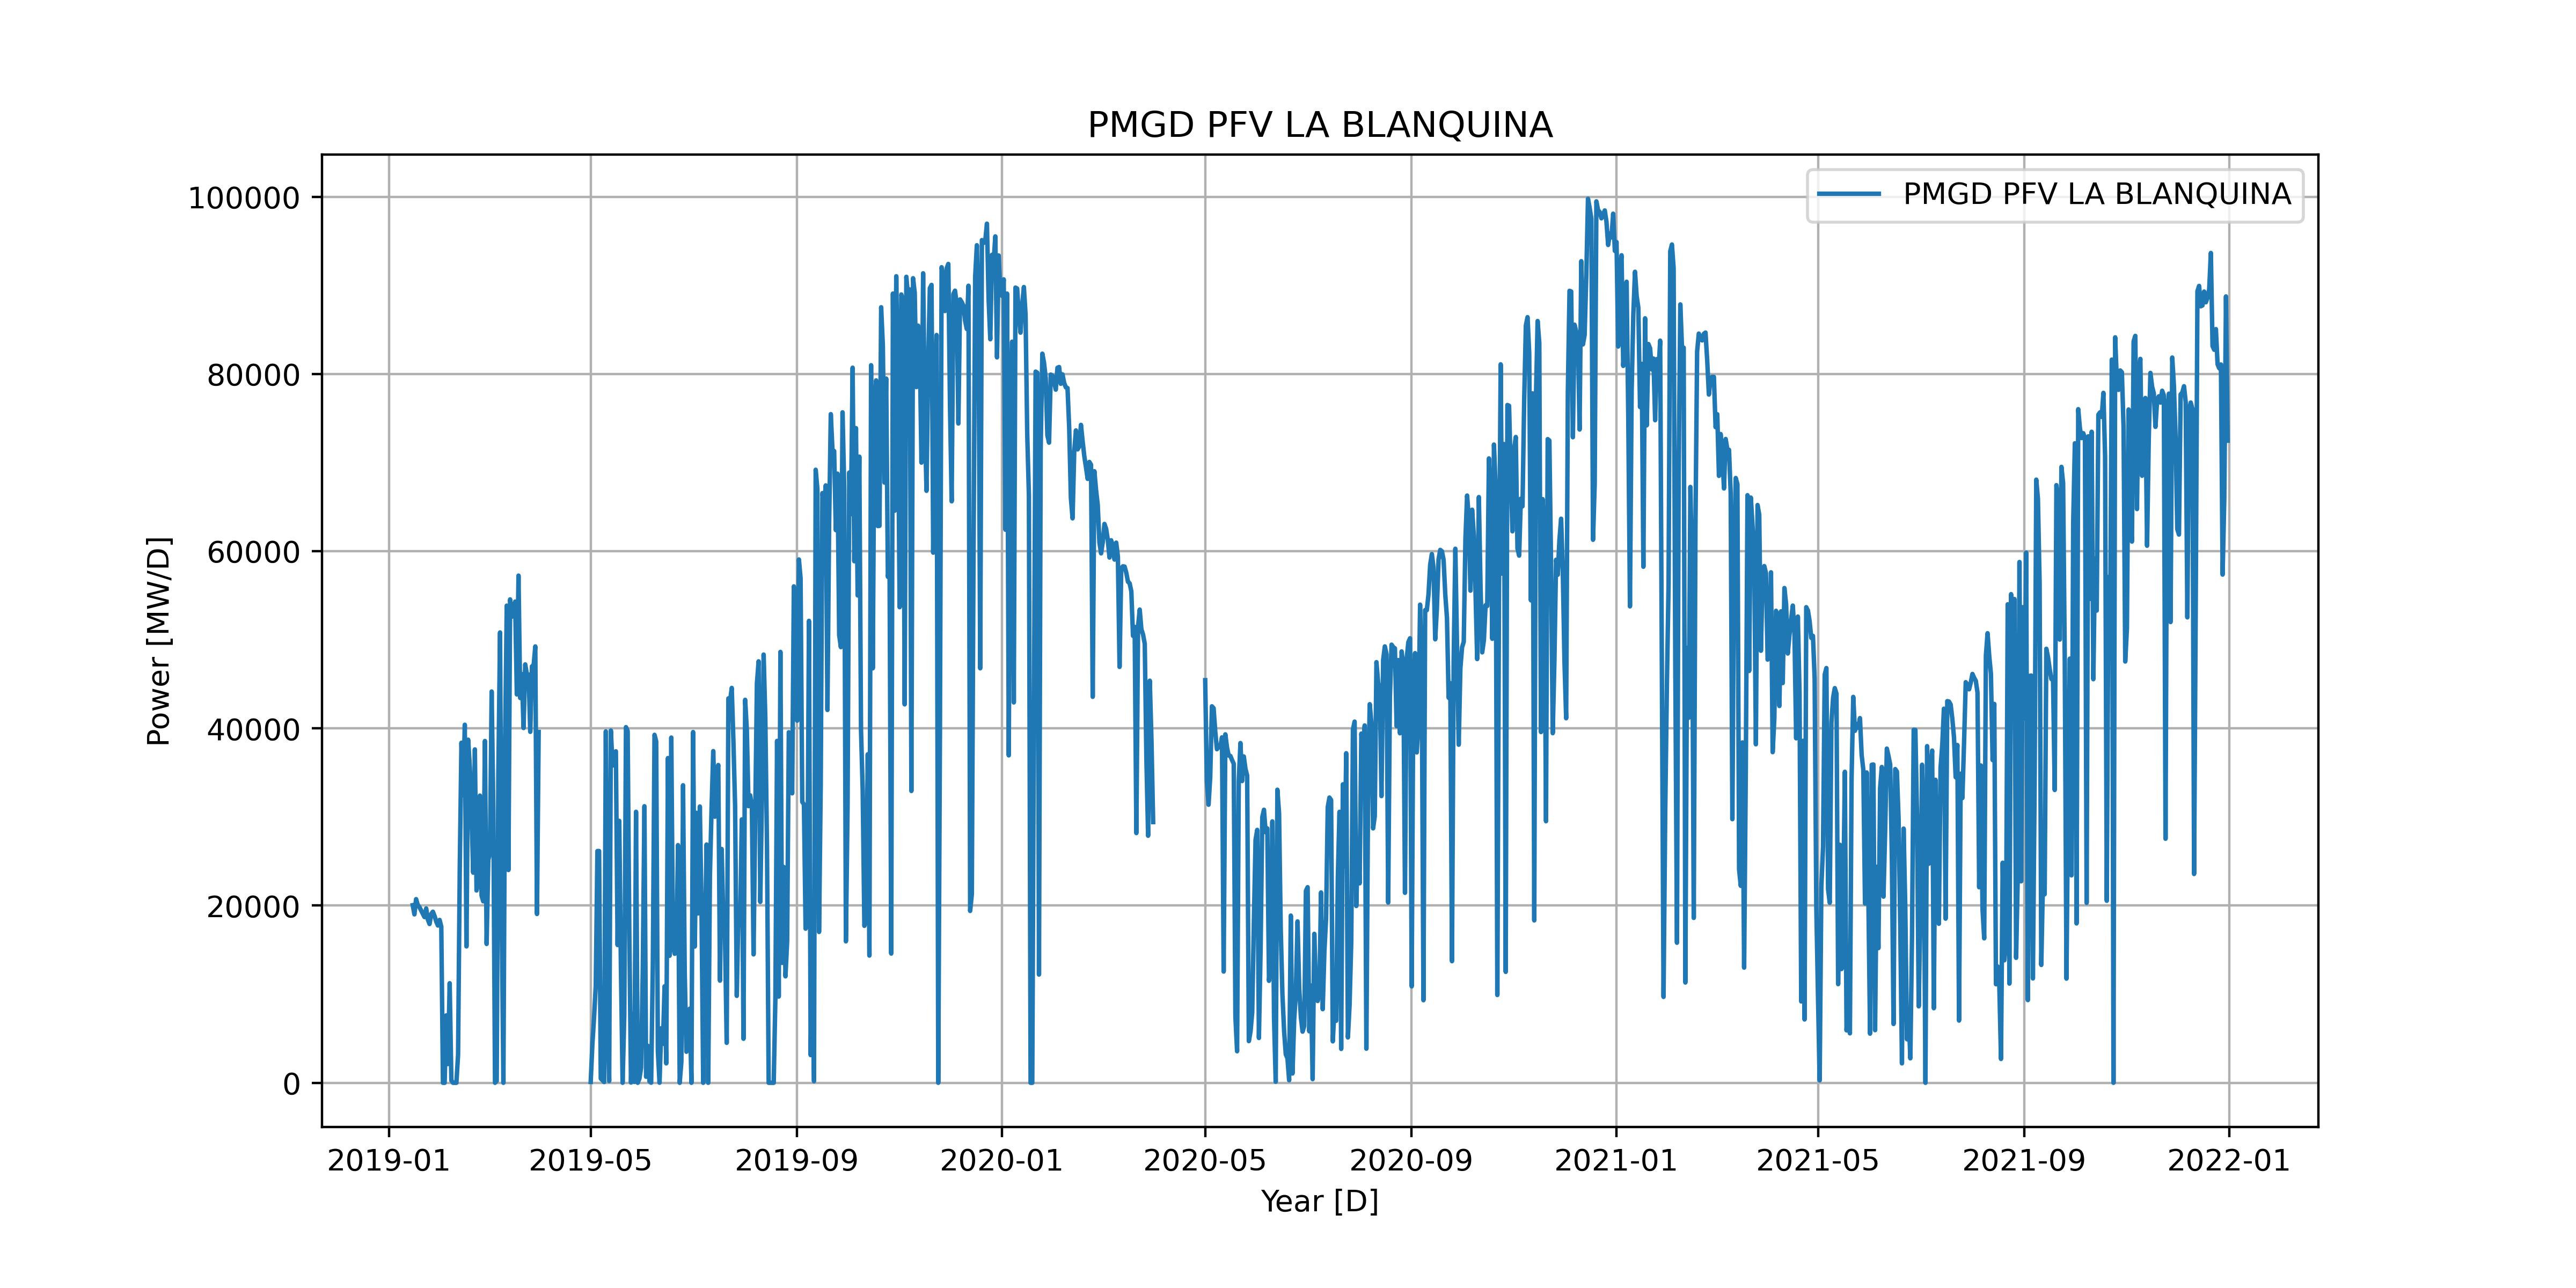 PMGD PFV LA BLANQUINA
PMGD PFV LA BLANQUINA
100000
80000
60000
40000
20000
0
Power [MW/D]
2019-01 2019-05 2019-09 2020-01 2020-05 2020-09 2021-01 2021-05 2021-09 2022-01
Year [D]